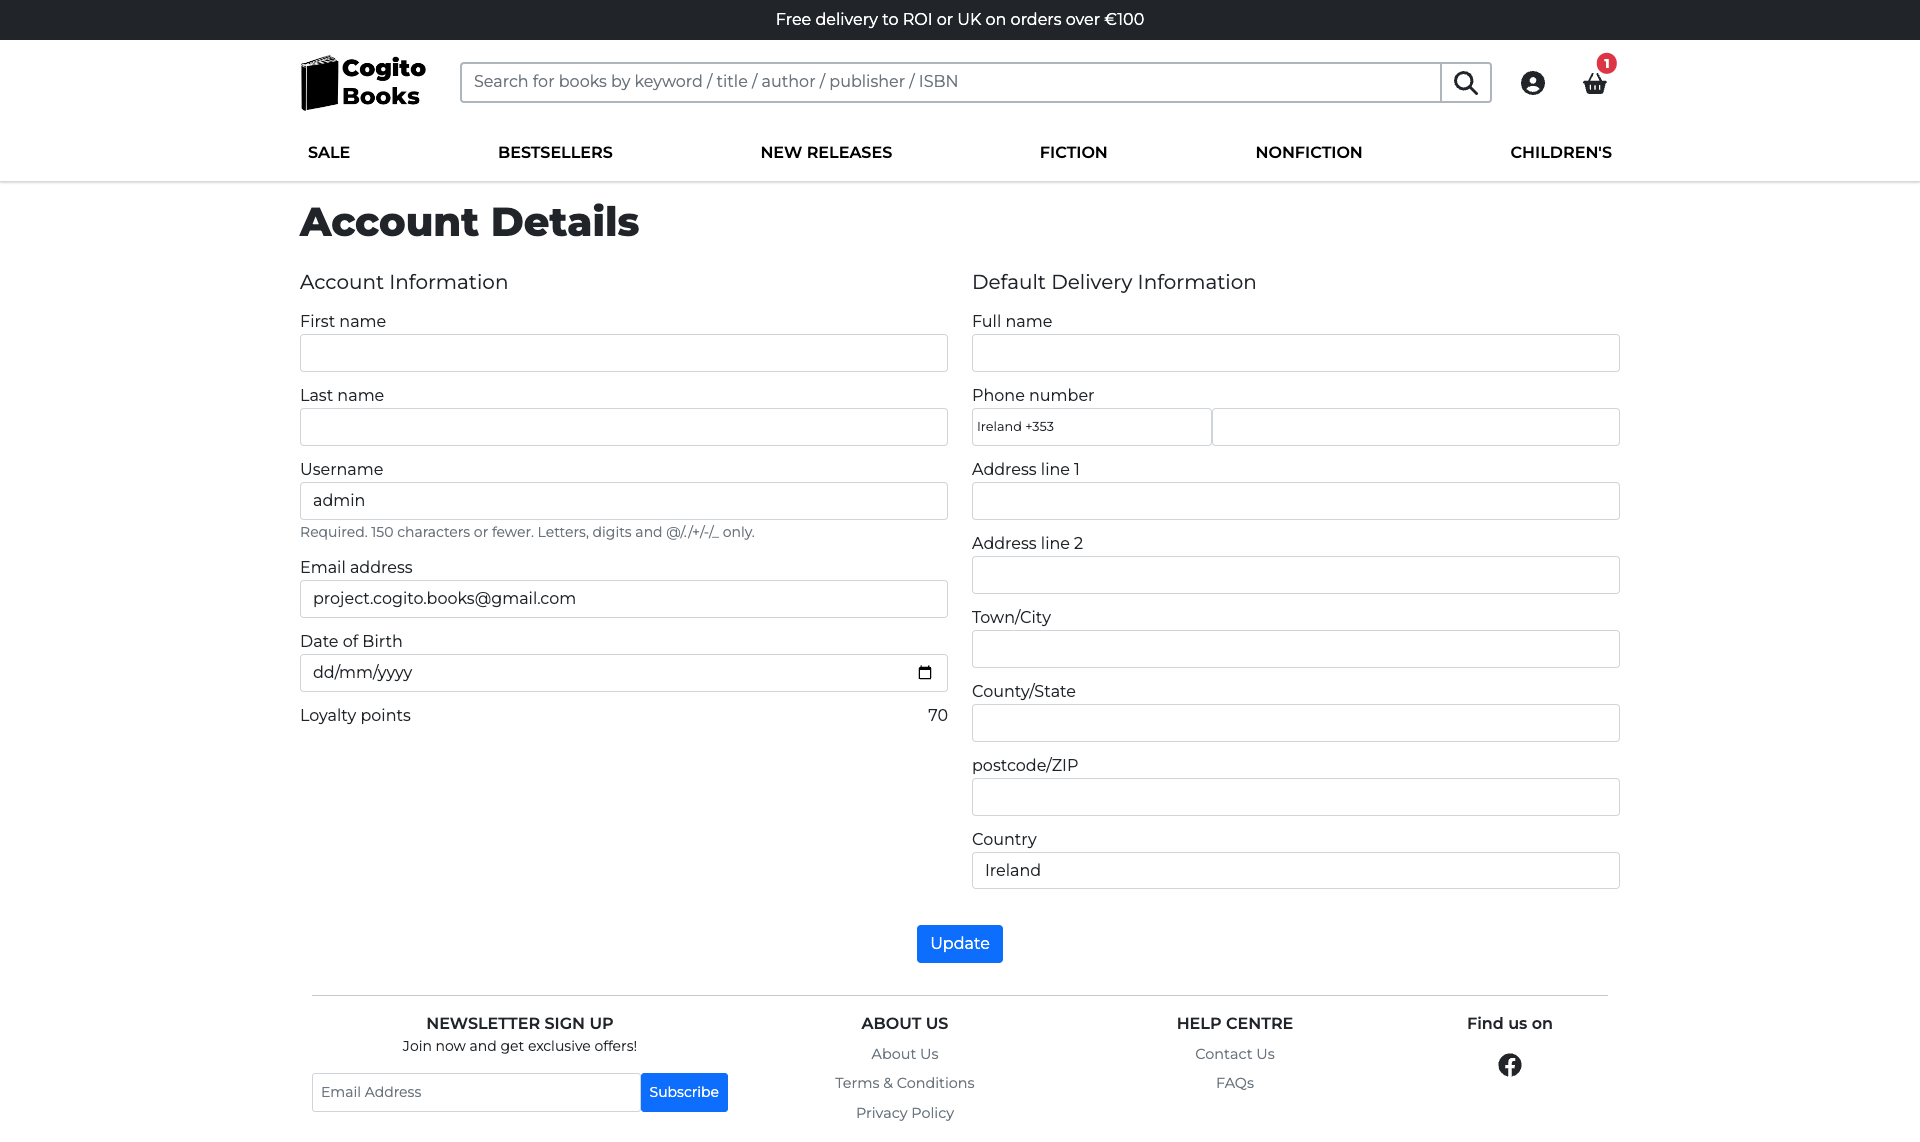 Free delivery to ROI or UK on orders over €100
Cogito
Books
Search for books by keyword / title / author / publisher / ISBN
1
SALE
BESTSELLERS
NEW RELEASES
FICTION
NONFICTION
CHILDREN'S
Account Details
Account Information
First name
Last name
Username
admin
Required. 150 characters or fewer. Letters, digits and @/./+/-/_ only.
Email address
project.cogito.books@gmail.com
Date of Birth
dd/mm/yyyy
Loyalty points
70
Default Delivery Information
Full name
Phone number
Ireland +353
Address line 1
Address line 2
Town/City
County/State
postcode/ZIP
Country
Ireland
Update
NEWSLETTER SIGN UP
Join now and get exclusive offers!
Email Address
Subscribe
ABOUT US
About Us
Terms & Conditions
Privacy Policy
HELP CENTRE
Contact Us
FAQs
Find us on